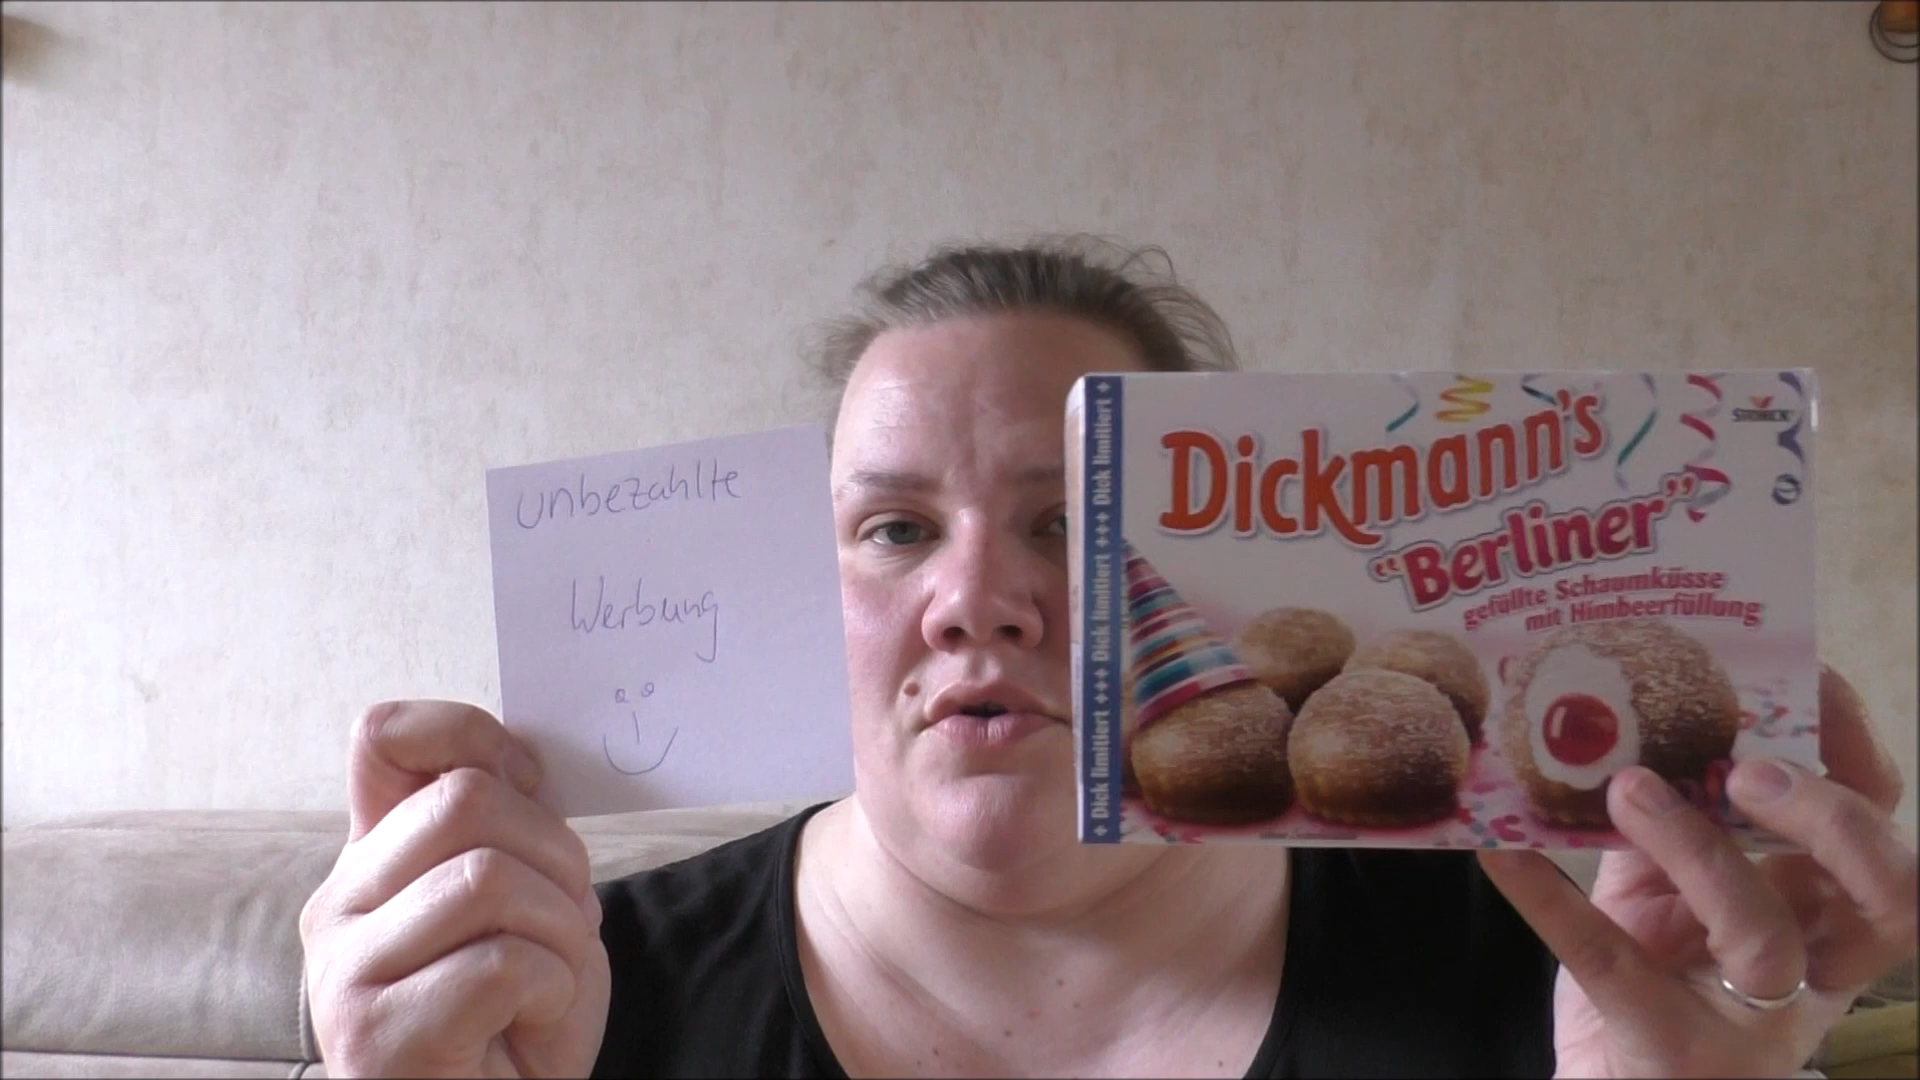 unbezahlte
Werbung
Dickmann's
"Berliner"
gefüllte Schaumküsse
mit Himbeerfüllung
STORCK
+ Dick limitiert +++ Dick limitiert +++ Dick limitiert +